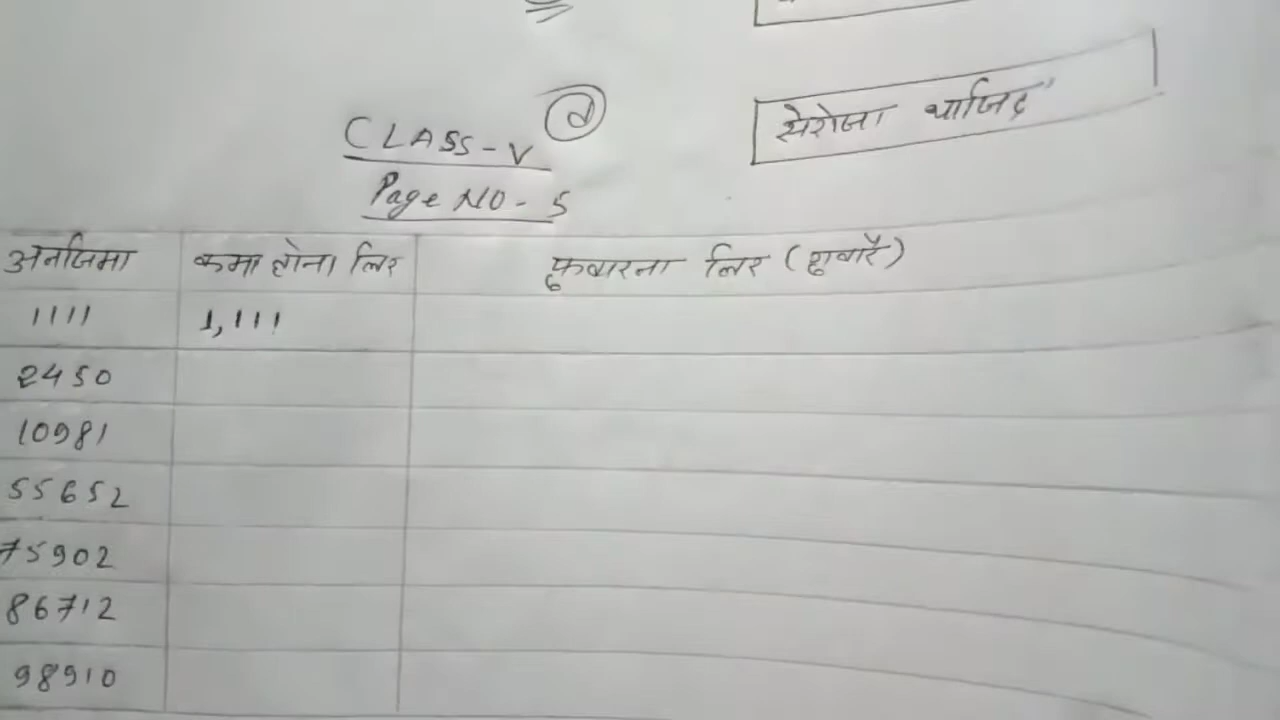 CLASS-V
Page NO-5
अनजिमा कमा होना लिर फुबारना लिर (हाबारै)
1111 1,111
2450
10981
55652
75902
86712
98910